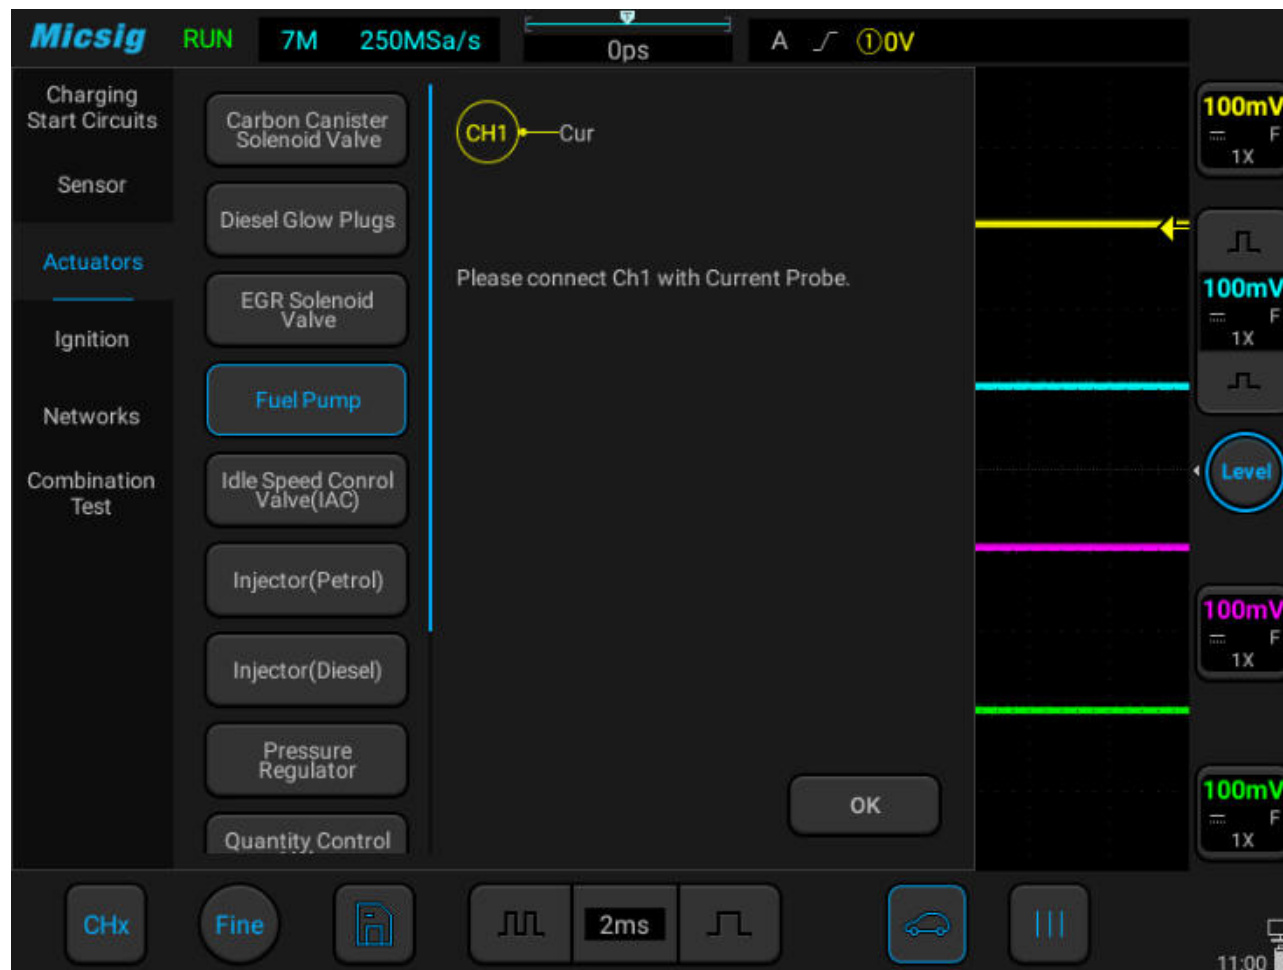 Micsig
RUN
7M
250MSa/s
T
0ps
A
①0V
Charging
Start Circuits
Sensor
Actuators
Ignition
Networks
Combination
Test
Carbon Canister
Solenoid Valve
Diesel Glow Plugs
EGR Solenoid
Valve
Fuel Pump
Idle Speed Conrol
Valve(IAC)
Injector(Petrol)
Injector(Diesel)
Pressure
Regulator
Quantity Control
CH1
Cur
Please connect Ch1 with Current Probe.
OK
100mV
F
1X
100mV
F
1X
Level
100mV
F
1X
100mV
F
1X
CHx
Fine
2ms
11:00